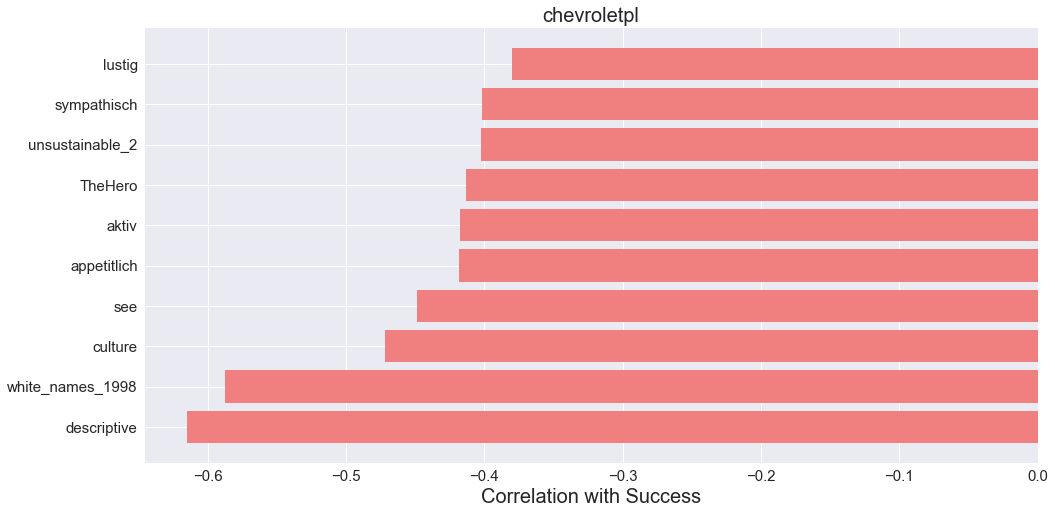 chevroletpl
lustig
sympathisch
unsustainable_2
TheHero
aktiv
appetitlich
see
culture
white_names_1998
descriptive
−0.6 −0.5 −0.4 −0.3 −0.2 −0.1 0.0
Correlation with Success